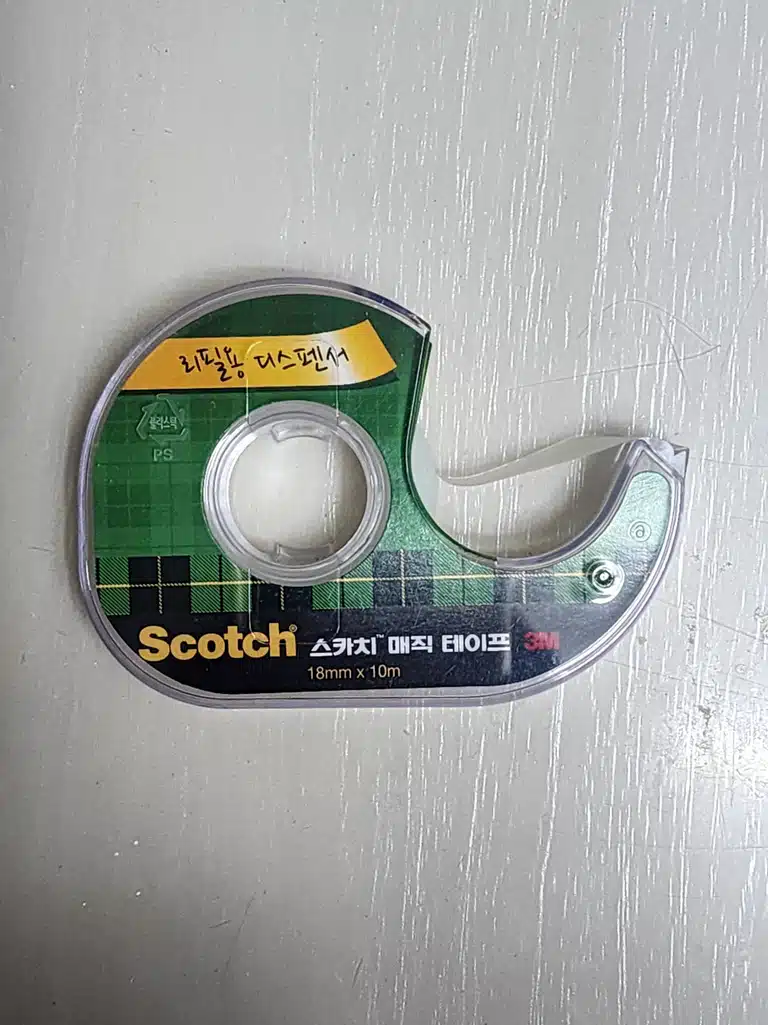 리필용 디스펜서
플라스틱
PS
@
Scotch® 스카치™ 매직 테이프 3M
18mm x 10m